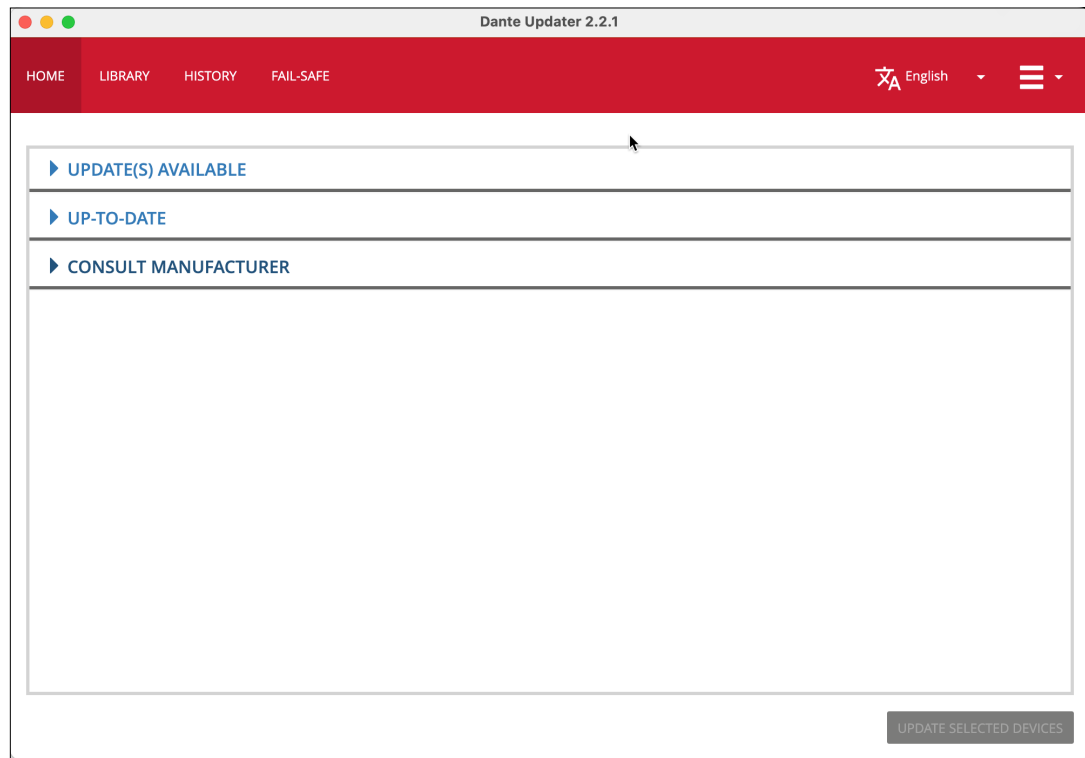 Dante Updater 2.2.1
HOME LIBRARY HISTORY FAIL-SAFE English
UPDATE(S) AVAILABLE
UP-TO-DATE
CONSULT MANUFACTURER
UPDATE SELECTED DEVICES